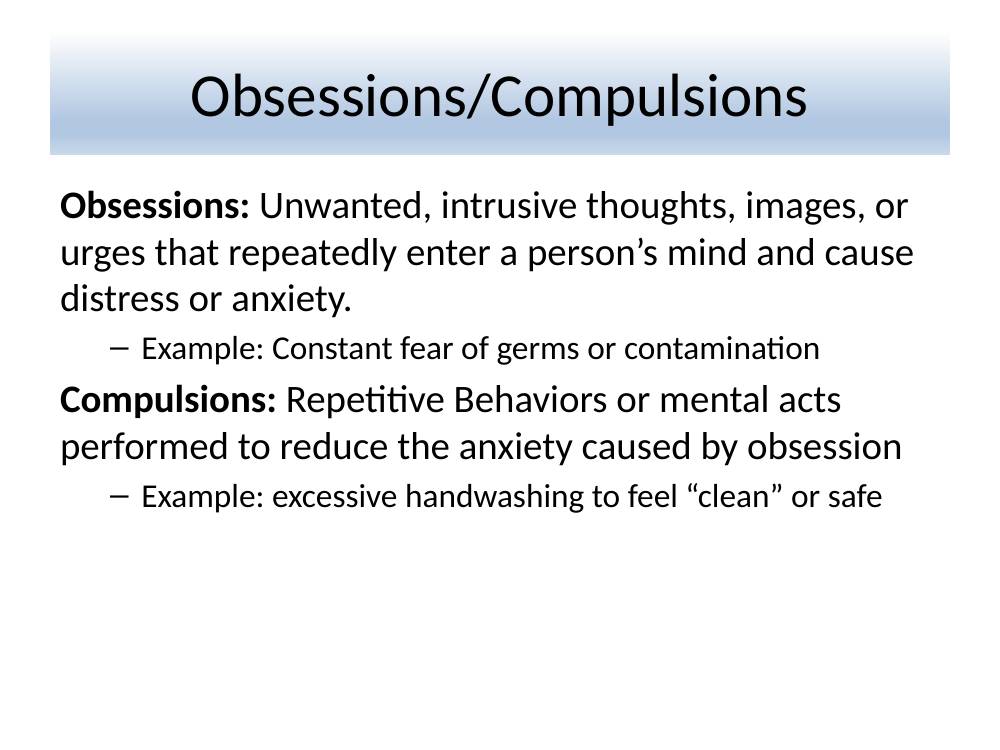 Obsessions/Compulsions
Obsessions: Unwanted, intrusive thoughts, images, or
urges that repeatedly enter a person’s mind and cause
distress or anxiety.
– Example: Constant fear of germs or contamination
Compulsions: Repetitive Behaviors or mental acts
performed to reduce the anxiety caused by obsession
– Example: excessive handwashing to feel “clean” or safe